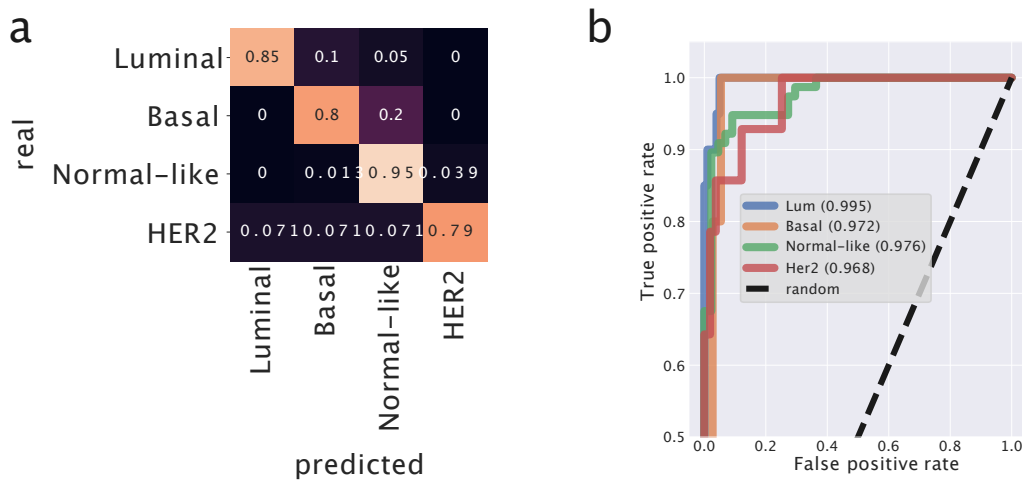 a
real
Luminal 0.85 0.1 0.05 0
Basal 0 0.8 0.2 0
Normal-like 0 0.013 0.95 0.039
HER2 0.071 0.071 0.071 0.79
Luminal Basal Normal-like HER2
predicted
b
True positive rate
1.0
0.9
0.8
0.7
0.6
0.5
Lum (0.995)
Basal (0.972)
Normal-like (0.976)
Her2 (0.968)
random
0.0 0.2 0.4 0.6 0.8 1.0
False positive rate